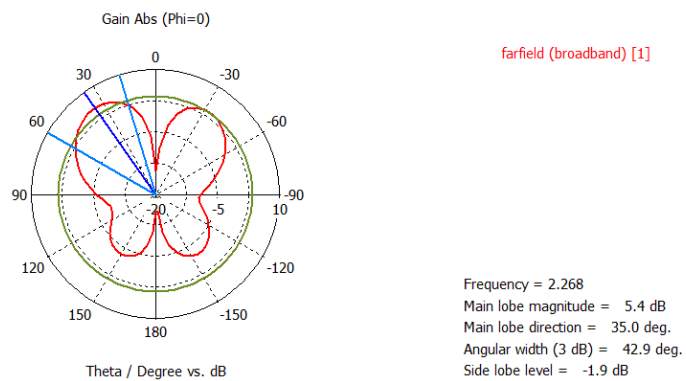 Gain Abs (Phi=0)
farfield (broadband) [1]
0
30
-30
60
-60
90
-20
-5
10
-90
120
-120
150
-150
180
Frequency = 2.268
Main lobe magnitude = 5.4 dB
Main lobe direction = 35.0 deg.
Angular width (3 dB) = 42.9 deg.
Side lobe level = -1.9 dB
Theta / Degree vs. dB